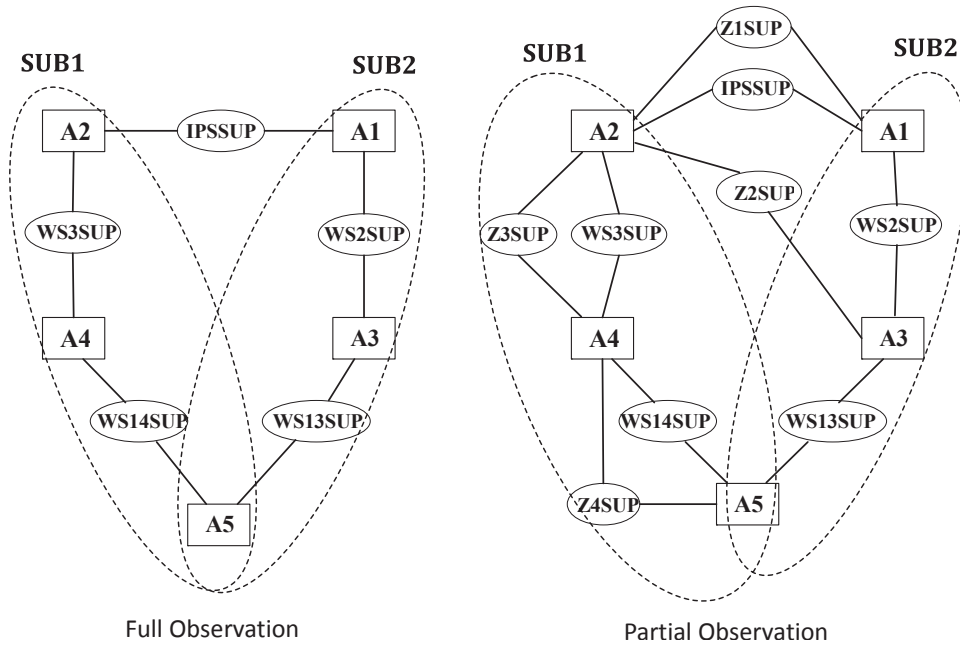 SUB1
SUB2
A2
IPSSUP
A1
WS3SUP
WS2SUP
A4
A3
WS14SUP
WS13SUP
A5
Full Observation
SUB1
Z1SUP
SUB2
IPSSUP
A2
A1
Z2SUP
Z3SUP
WS3SUP
WS2SUP
A4
A3
WS14SUP
WS13SUP
Z4SUP
A5
Partial Observation